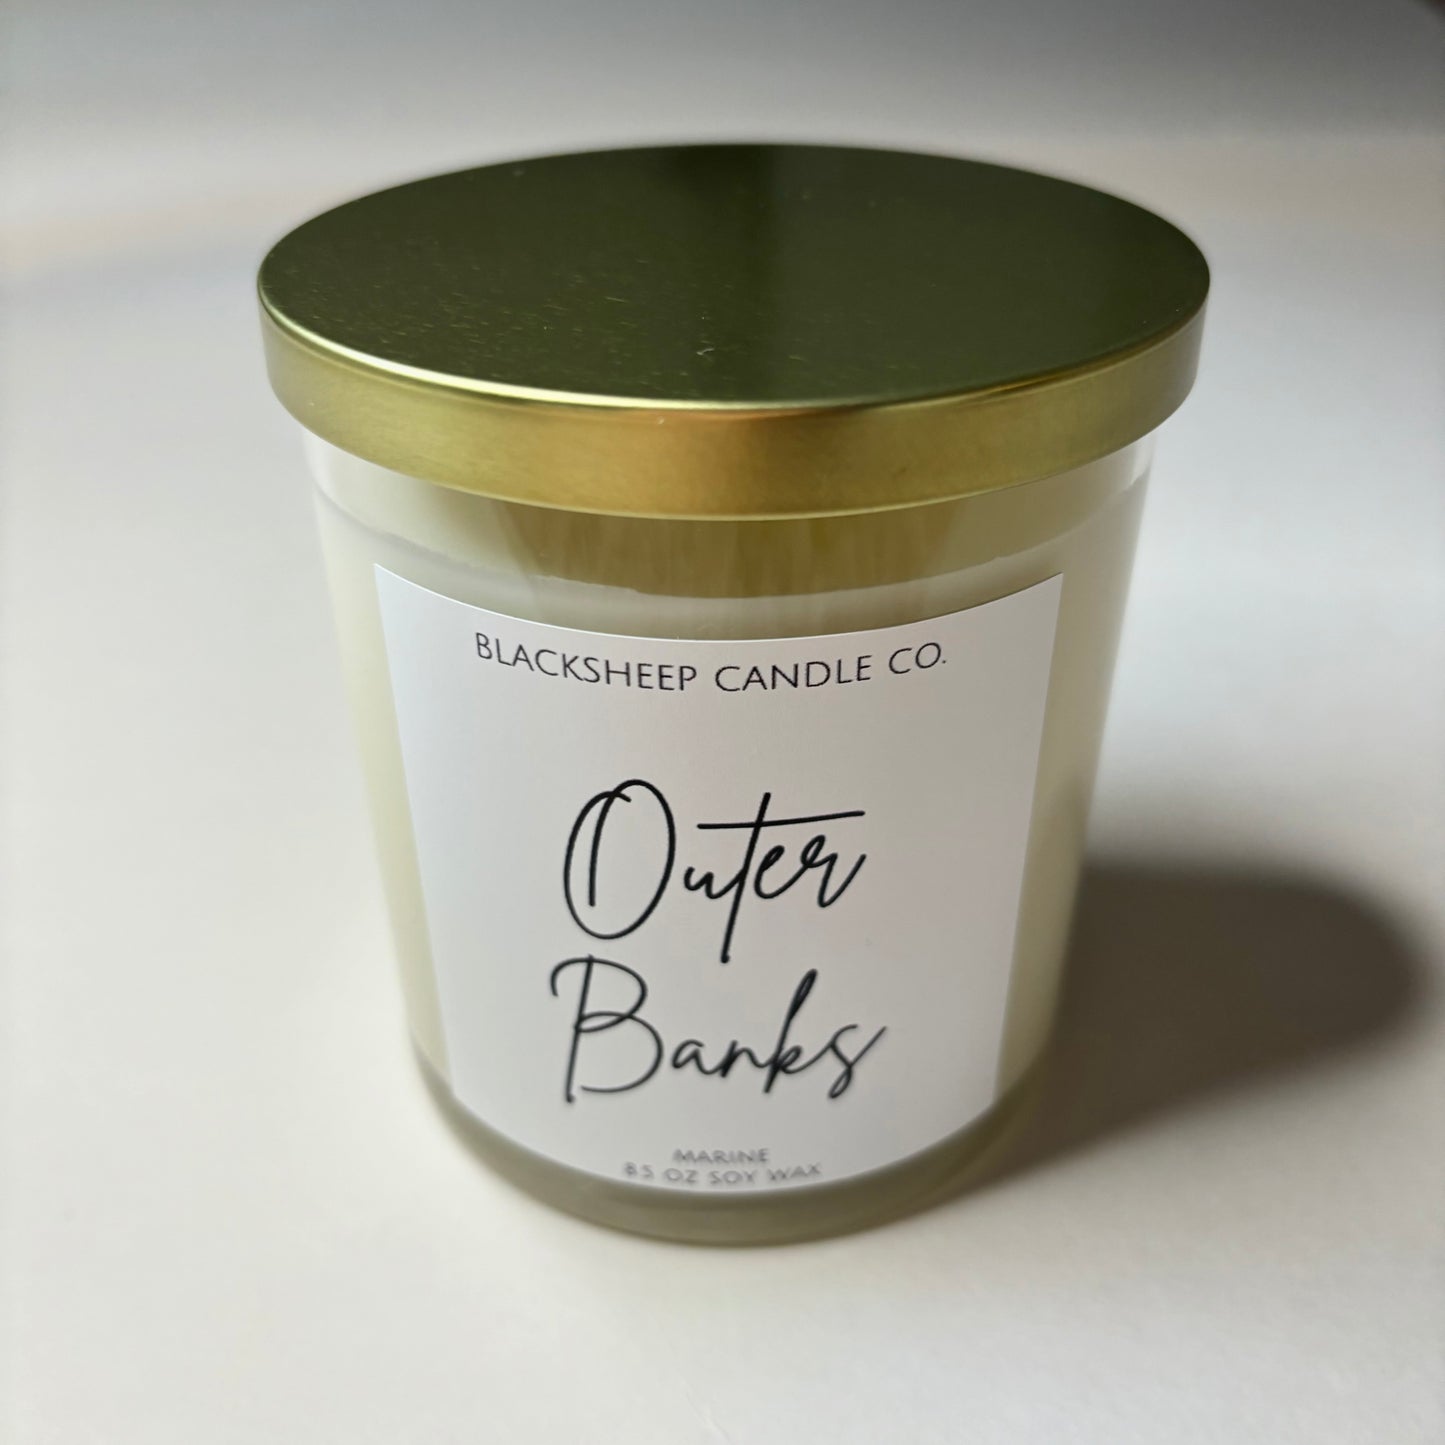 BLACKSHEEP CANDLE CO.
Outer
Banks
MARINE
8.5 OZ SOY WAX